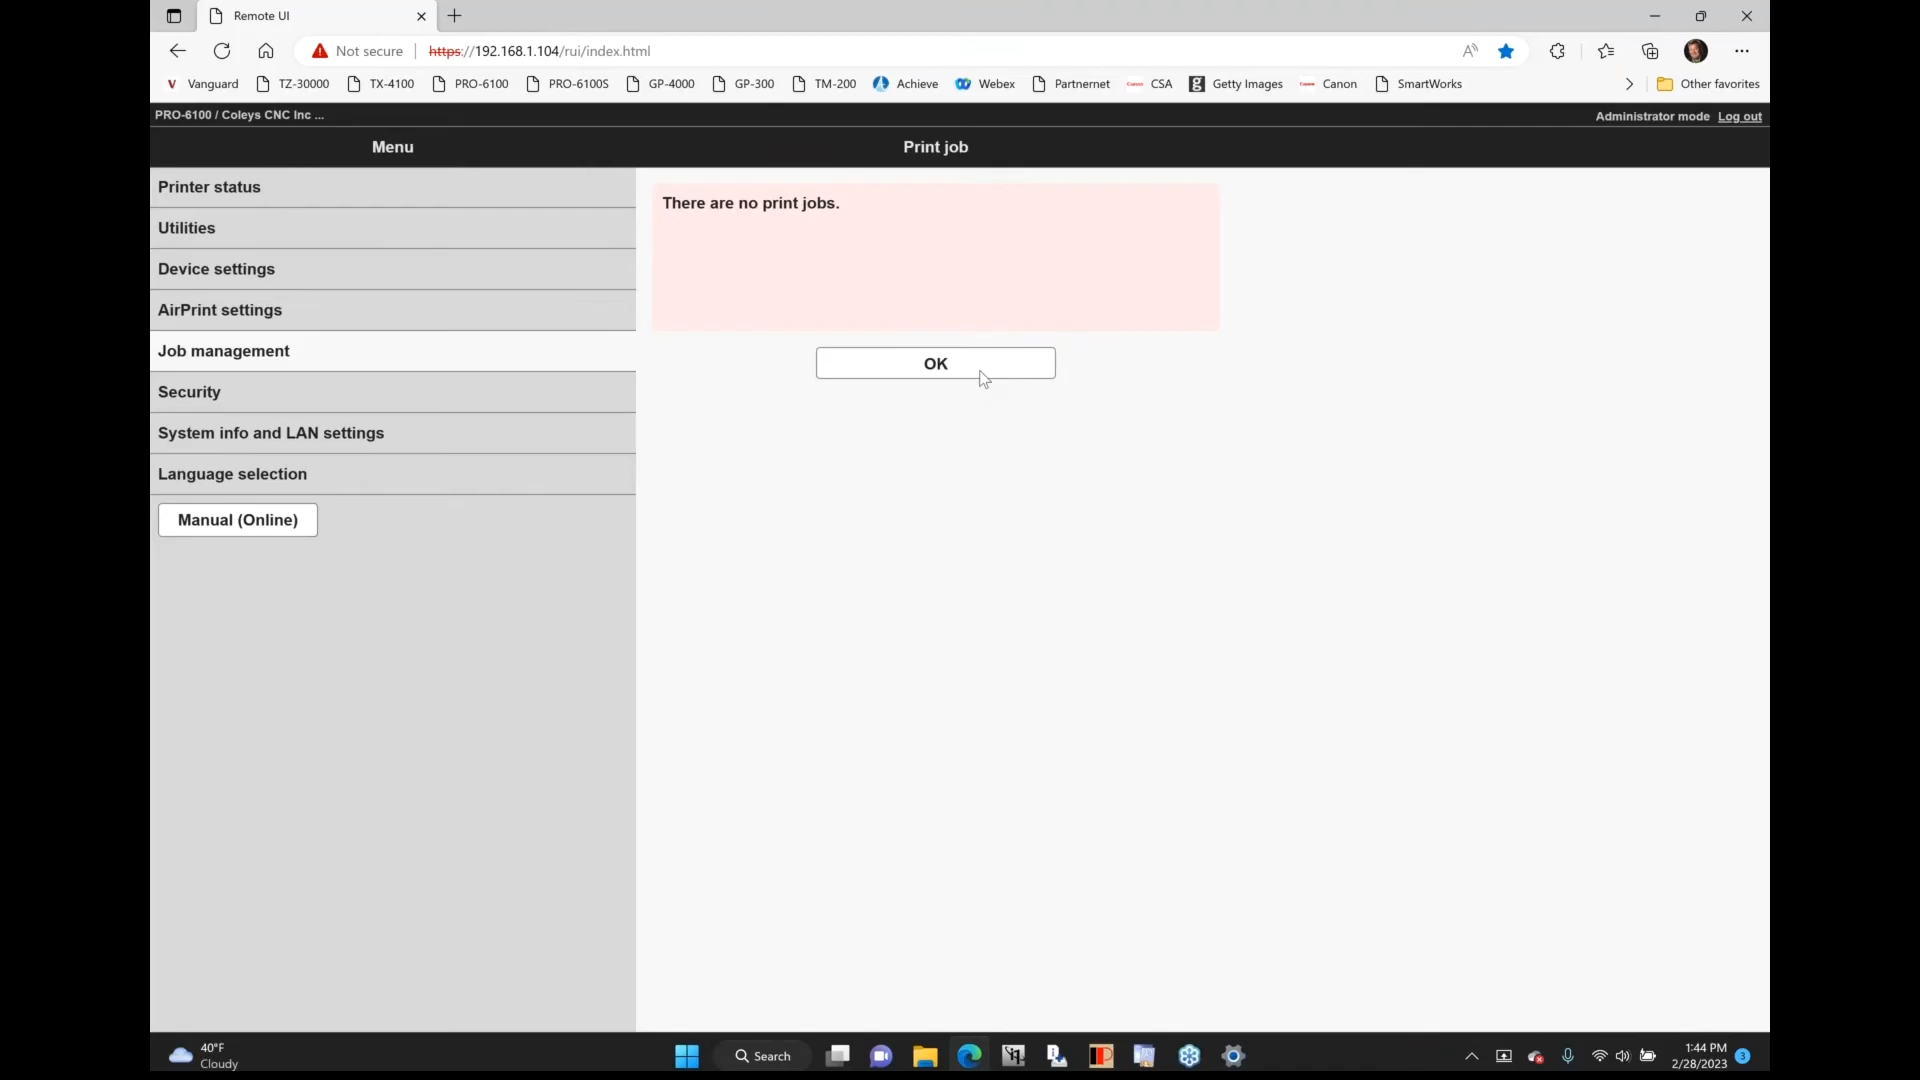 Remote UI
Not secure
https://192.168.1.104/rui/index.html
V Vanguard TZ-30000 TX-4100 PRO-6100 PRO-6100S GP-4000 GP-300 TM-200 Achieve Webex Partnernet CSA Getty Images Canon SmartWorks Other favorites
PRO-6100 / Coleys CNC Inc ...
Administrator mode Log out
Menu
Print job
Printer status
Utilities
Device settings
AirPrint settings
Job management
Security
System info and LAN settings
Language selection
Manual (Online)
There are no print jobs.
OK
40°F
Cloudy
Search
1:44 PM
2/28/2023
3